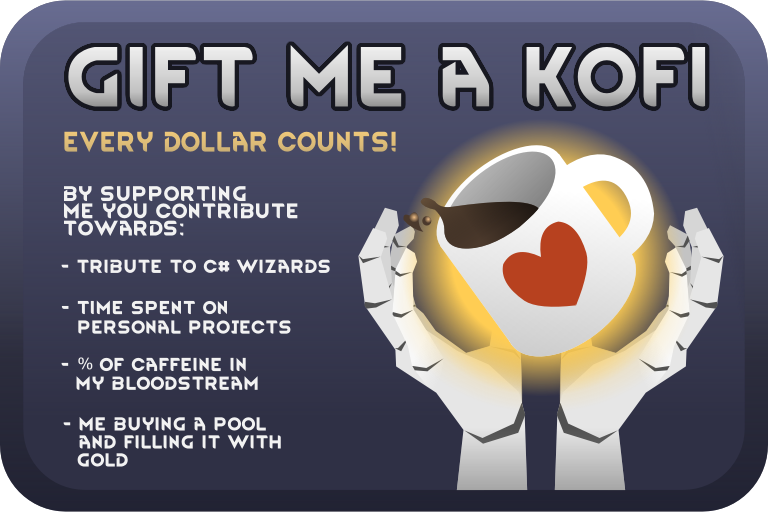 GIFT ME A KOFI
EVERY DOLLAR COUNTS!
BY SUPPORTING
ME YOU CONTRIBUTE
TOWARDS:
- TRIBUTE TO C# WIZARDS
- TIME SPENT ON
PERSONAL PROJECTS
- % OF CAFFEINE IN
MY BLOODSTREAM
- ME BUYING A POOL
AND FILLING IT WITH
GOLD